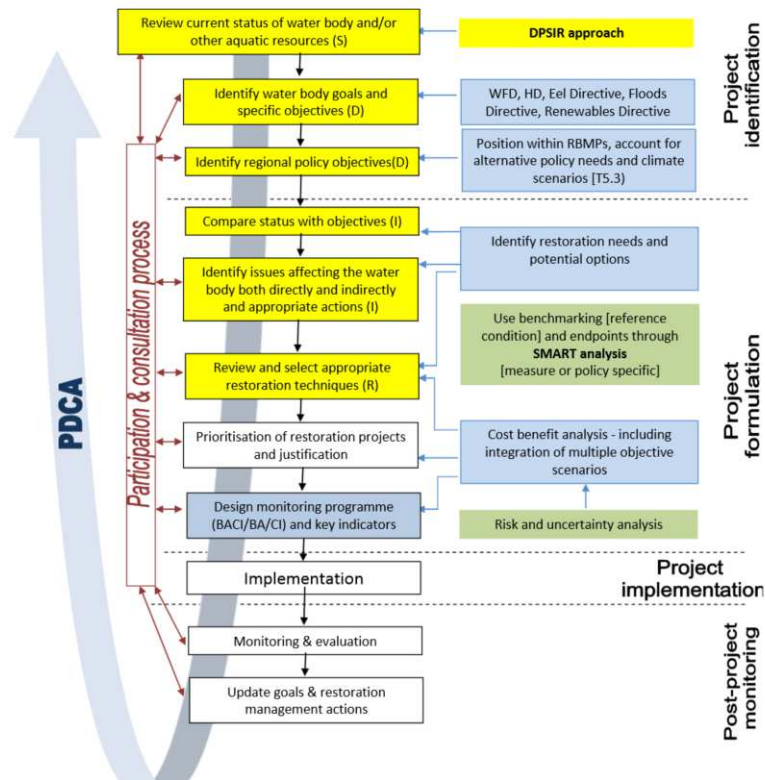 Review current status of water body and/or
other aquatic resources (S)
DPSIR approach
Identify water body goals and
specific objectives (D)
WFD, HD, Eel Directive, Floods
Directive, Renewables Directive
Identify regional policy objectives(D)
Position within RBMPs, account for
alternative policy needs and climate
scenarios [T5.3)
Project
identification
Compare status with objectives (I)
Identify restoration needs and
potential options
Identify issues affecting the water
body both directly and indirectly
and appropriate actions (I)
Use benchmarking [reference
condition] and endpoints through
SMART analysis
[measure or policy specific]
Review and select appropriate
restoration techniques (R)
Prioritisation of restoration projects
and justification
Cost benefit analysis - including
integration of multiple objective
scenarios
Design monitoring programme
(BACI/BA/CI) and key indicators
Risk and uncertainty analysis
Project
formulation
Implementation
Project
implementation
Monitoring & evaluation
Update goals & restoration
management actions
Post-project
monitoring
Participation & consultation process
PDCA